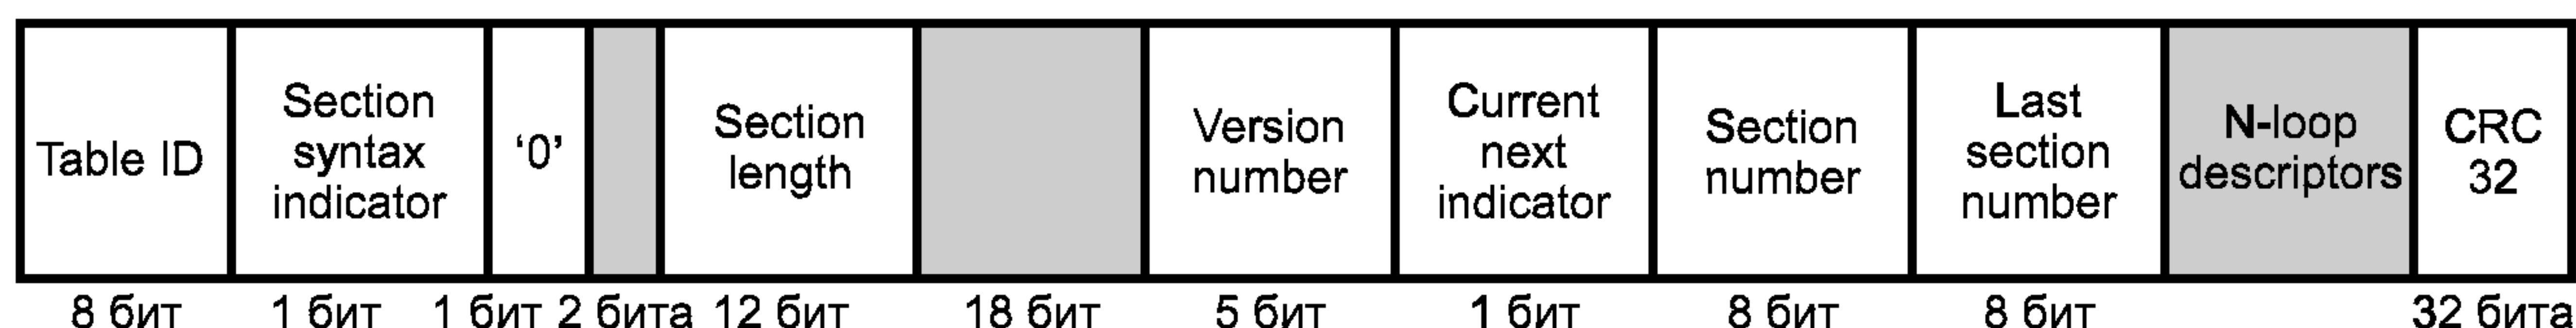 Table ID
Section
syntax
indicator
‘0’
Section
length
Version
number
Current
next
indicator
Section
number
Last
section
number
N-loop
descriptors
CRC
32
8 бит
1 бит
1 бит
2 бита
12 бит
18 бит
5 бит
1 бит
8 бит
8 бит
32 бита